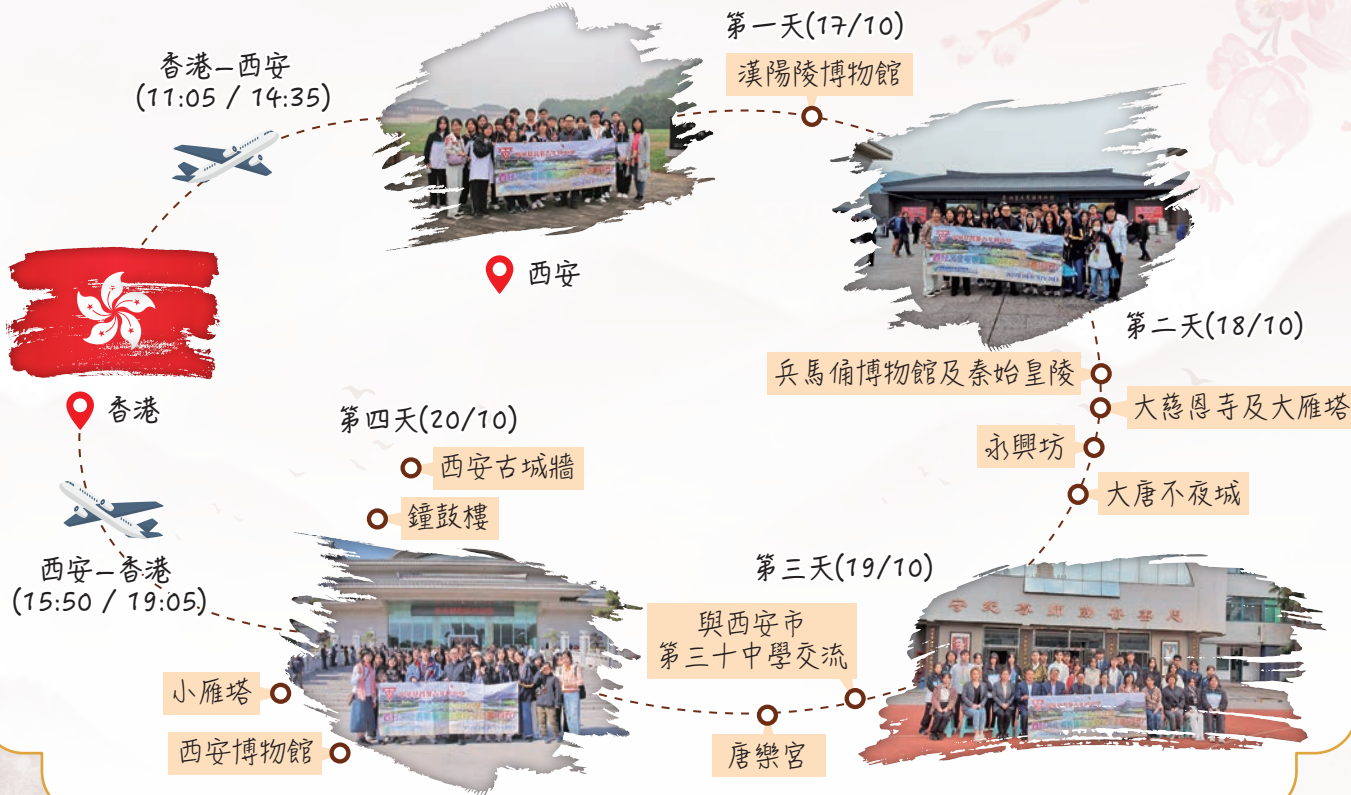 香港–西安
(11:05 / 14:35)
第一天(17/10)
漢陽陵博物館
西安
第二天(18/10)
兵馬俑博物館及秦始皇陵
大慈恩寺及大雁塔
永興坊
大唐不夜城
第三天(19/10)
與西安市
第三十中學交流
唐樂宮
第四天(20/10)
西安古城牆
鐘鼓樓
小雁塔
西安博物館
西安–香港
(15:50 / 19:05)
香港